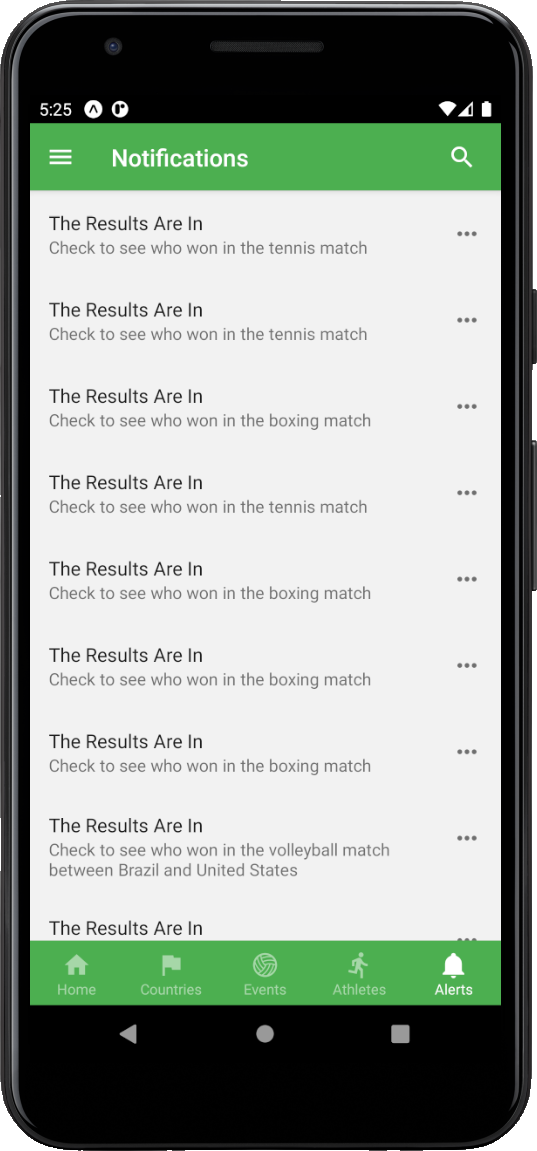 5:25
Notifications
The Results Are In
Check to see who won in the tennis match
The Results Are In
Check to see who won in the tennis match
The Results Are In
Check to see who won in the boxing match
The Results Are In
Check to see who won in the tennis match
The Results Are In
Check to see who won in the boxing match
The Results Are In
Check to see who won in the boxing match
The Results Are In
Check to see who won in the boxing match
The Results Are In
Check to see who won in the volleyball match
between Brazil and United States
The Results Are In
Home Countries Events Athletes Alerts